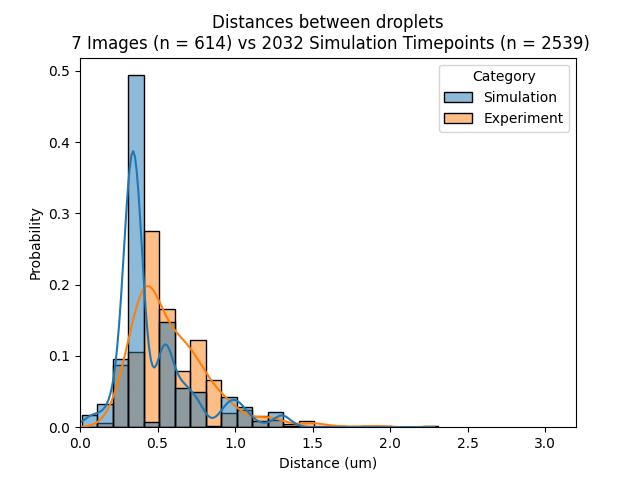 Distances between droplets
7 Images (n = 614) vs 2032 Simulation Timepoints (n = 2539)
Category
Simulation
Experiment
Probability
0.5
0.4
0.3
0.2
0.1
0.0
0.0 0.5 1.0 1.5 2.0 2.5 3.0
Distance (um)